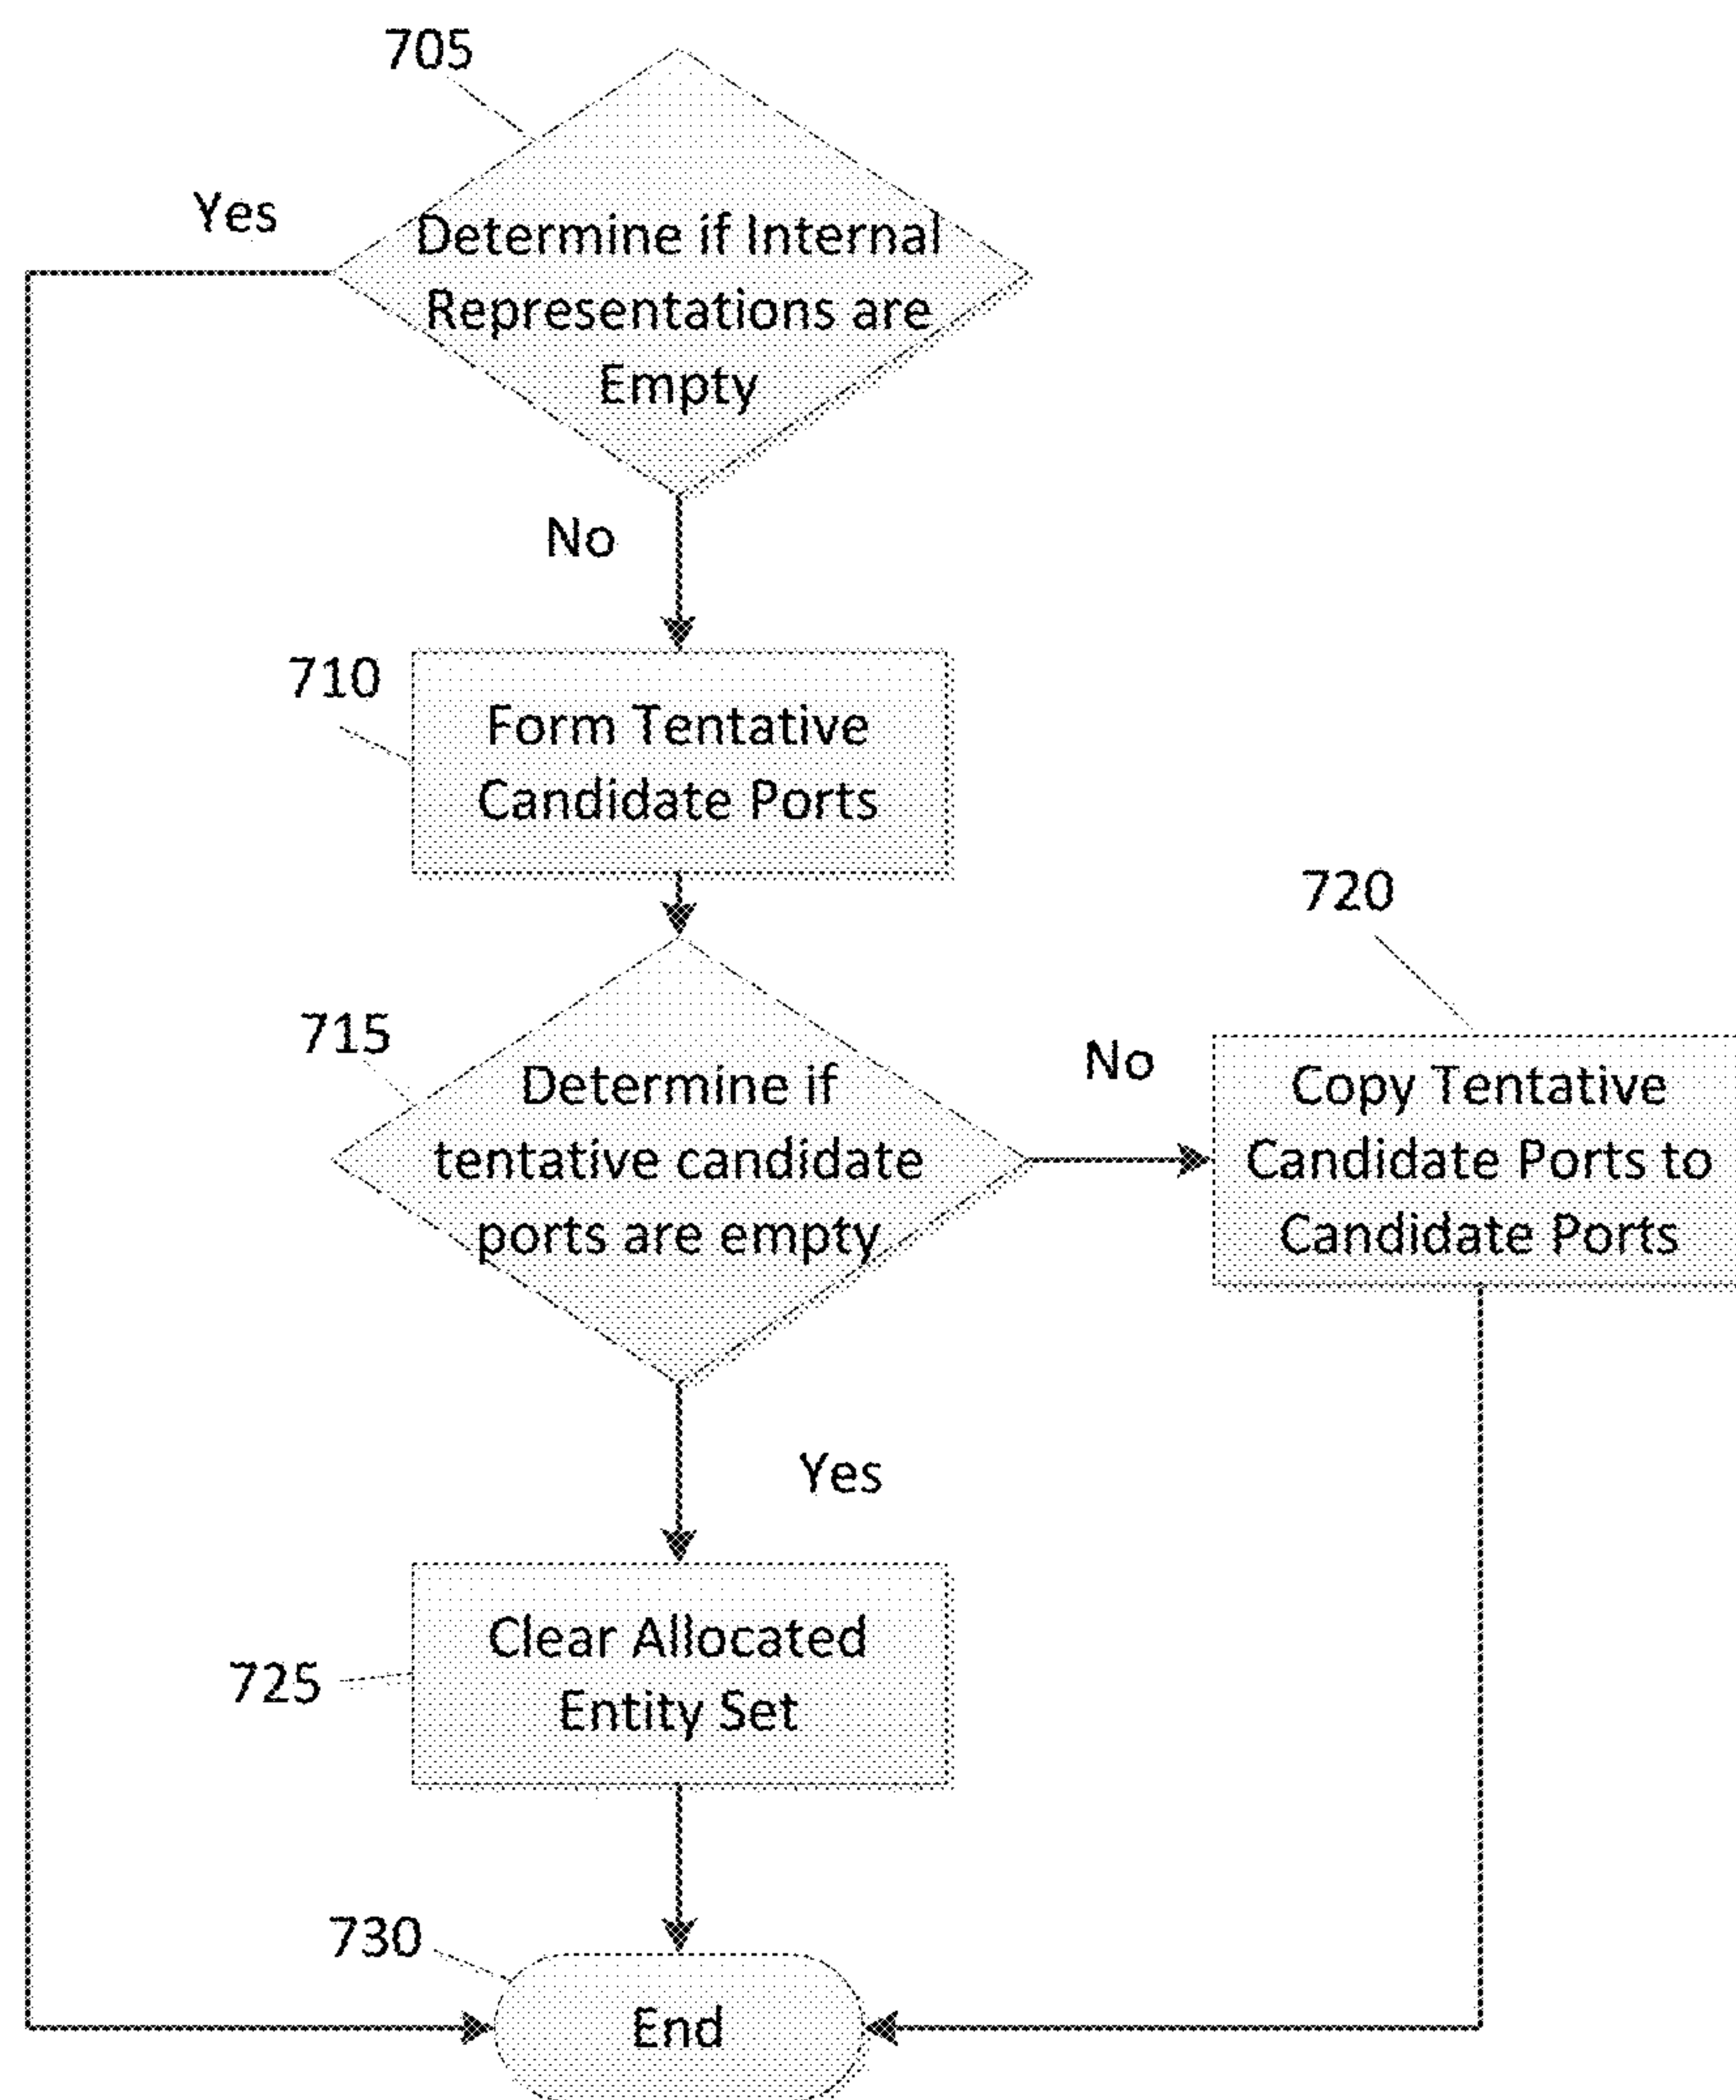 705
Yes
Determine if Internal
Representations are
Empty
No
710
Form Tentative
Candidate Ports
720
715
No
Determine if
tentative candidate
ports are empty
Copy Tentative
Candidate Ports to
Candidate Ports
Yes
725
Clear Allocated
Entity Set
730
End